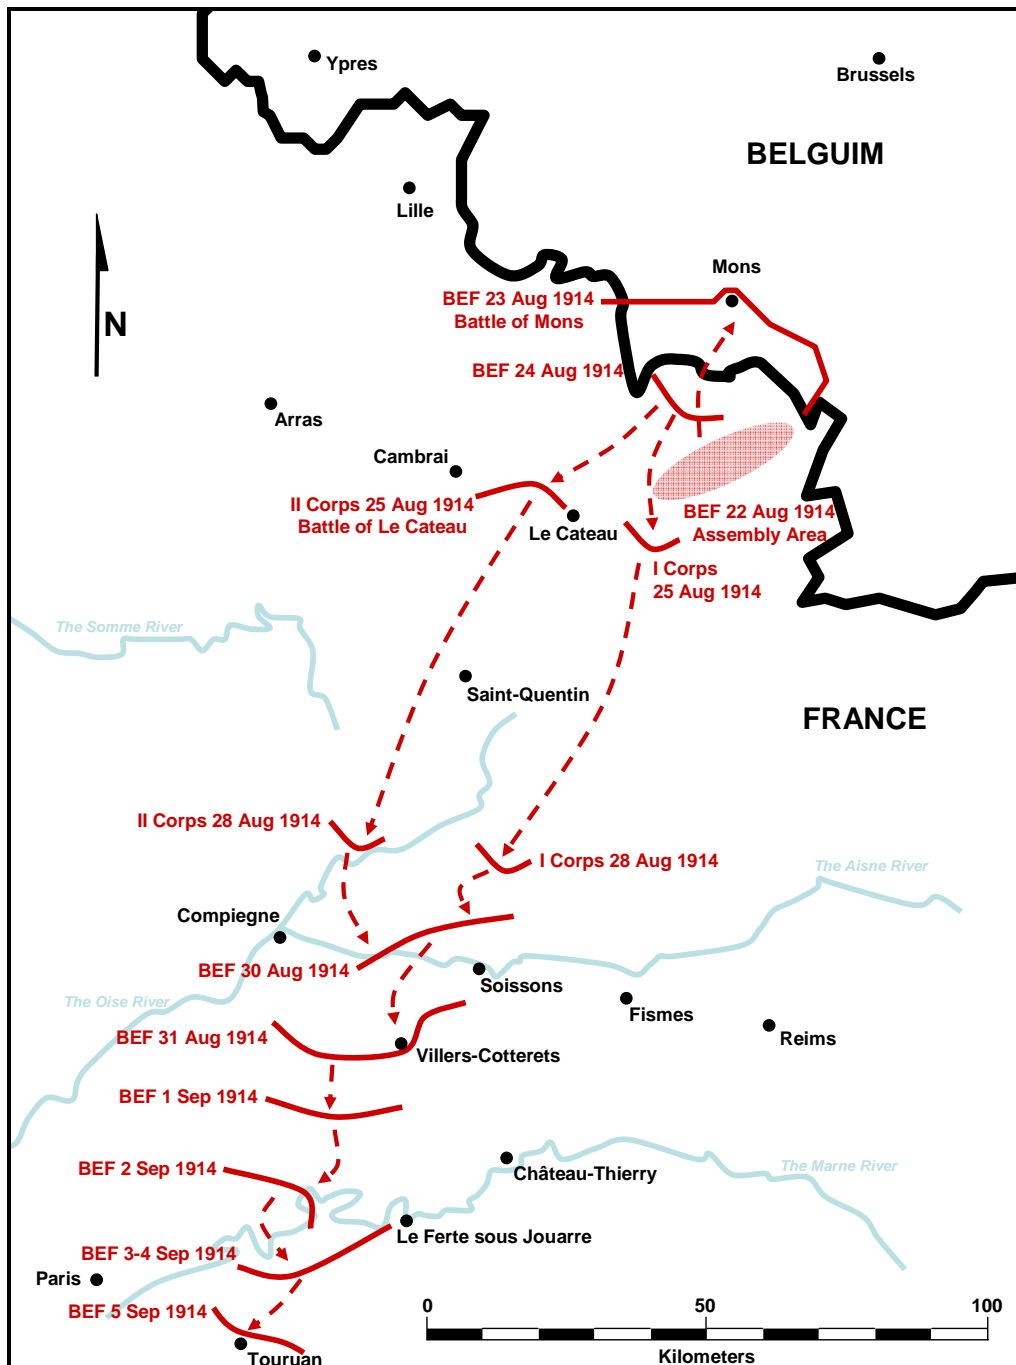 Ypres
Brussels
BELGUIM
Lille
Mons
BEF 23 Aug 1914
Battle of Mons
N
BEF 24 Aug 1914
Arras
Cambrai
II Corps 25 Aug 1914
Battle of Le Cateau
Le Cateau
BEF 22 Aug 1914
Assembly Area
I Corps
25 Aug 1914
The Somme River
Saint-Quentin
FRANCE
II Corps 28 Aug 1914
I Corps 28 Aug 1914
The Aisne River
Compiegne
BEF 30 Aug 1914
Soissons
The Oise River
Fismes
Reims
BEF 31 Aug 1914
Villers-Cotterets
BEF 1 Sep 1914
BEF 2 Sep 1914
Château-Thierry
The Marne River
Le Ferte sous Jouarre
BEF 3-4 Sep 1914
Paris
BEF 5 Sep 1914
0 50 100
Kilometers
Touruan